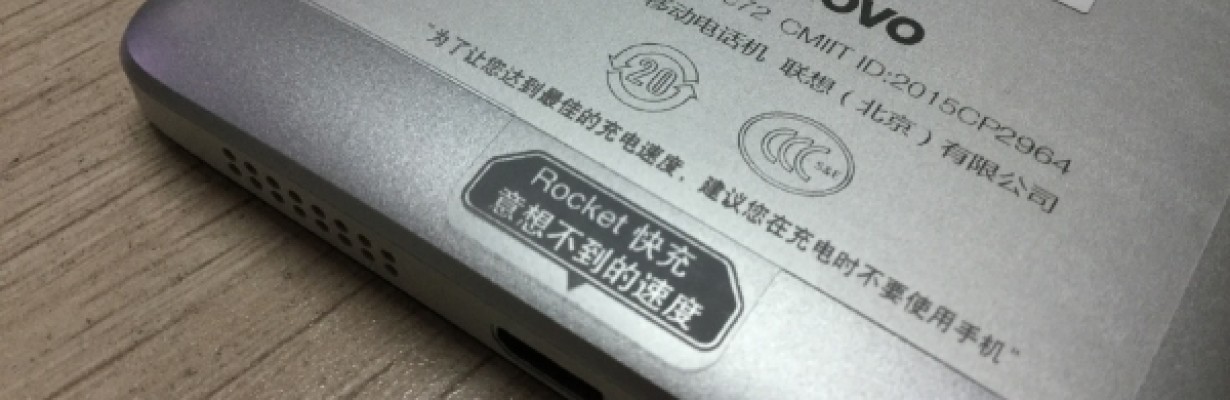 ovo
c72 CMIIT ID:2015CP2964
移动电话机 联想（北京）有限公司
20
S&E
"为了让您达到最佳的充电速度，建议您在充电时不要使用手机"
Rocket 快充
意想不到的速度